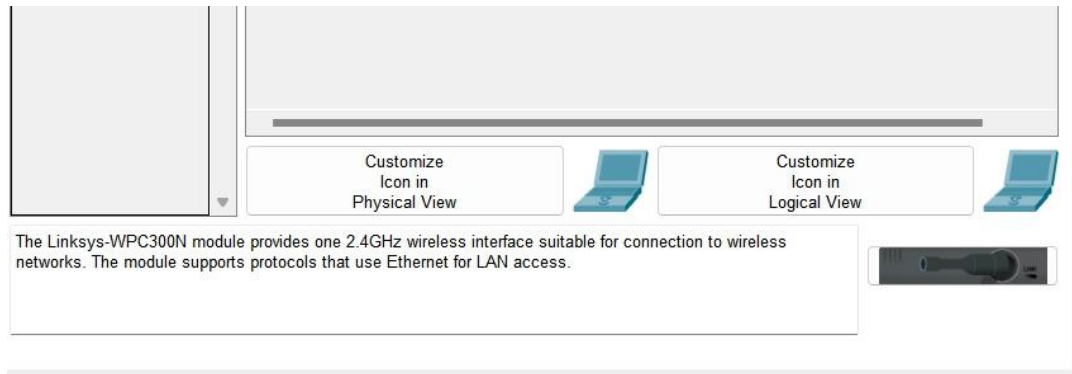 Customize
Icon in
Physical View
Customize
Icon in
Logical View
The Linksys-WPC300N module provides one 2.4GHz wireless interface suitable for connection to wireless
networks. The module supports protocols that use Ethernet for LAN access.
LINK